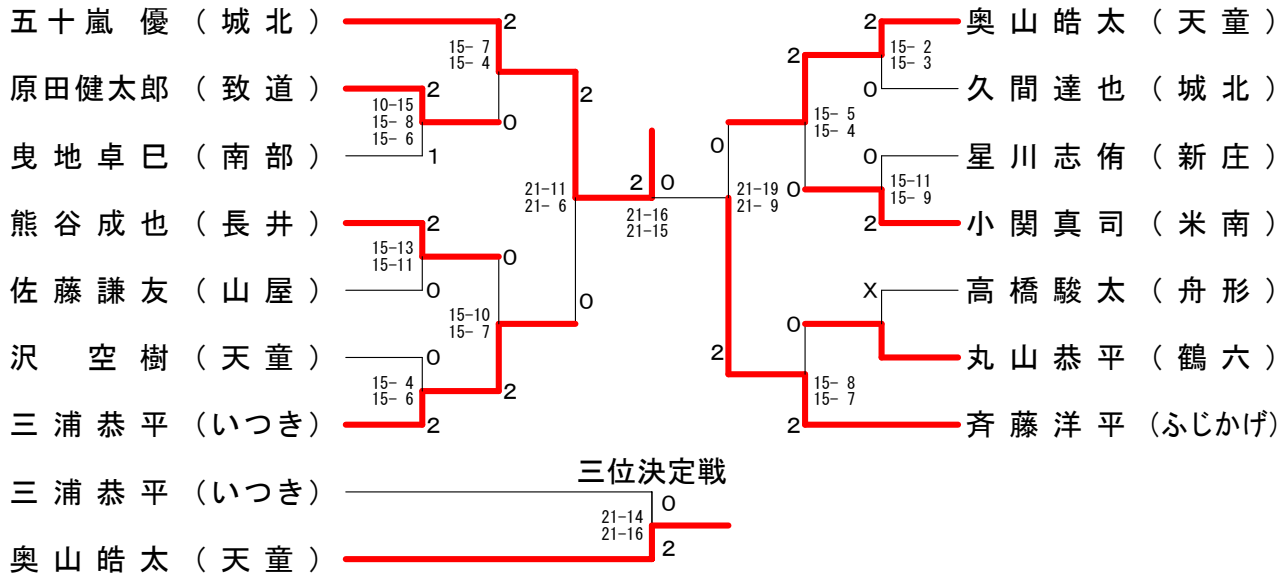 五十嵐 優 ( 城 北 )
2
15- 7
15- 4
原田健太郎 ( 致 道 )
2
10-15
15- 8
15- 6
0
曳 地 卓 巳 ( 南 部 )
1
2
21-11
21- 6
熊 谷 成 也 ( 長 井 )
2
15-13
15-11
0
佐 藤 謙 友 ( 山 屋 )
0
15-10
15- 7
0
沢 空 樹 ( 天 童 )
0
15- 4
15- 6
2
三 浦 恭 平 (いつき)
2
2 0
21-16
21-15
2
奥 山 皓 太 ( 天 童 )
15- 2
15- 3
2
0
久 間 達 也 ( 城 北 )
15- 5
15- 4
0
0
星 川 志 侑 ( 新 庄 )
15-11
15- 9
0
2
小 関 真 司 ( 米 南 )
21-19
21- 9
X
高 橋 駿 太 ( 舟 形 )
0
丸 山 恭 平 ( 鶴 六 )
2
15- 8
15- 7
2
斉 藤 洋 平 (ふじかげ)
三位決定戦
三 浦 恭 平 (いつき)
0
21-14
21-16
奥 山 皓 太 ( 天 童 )
2